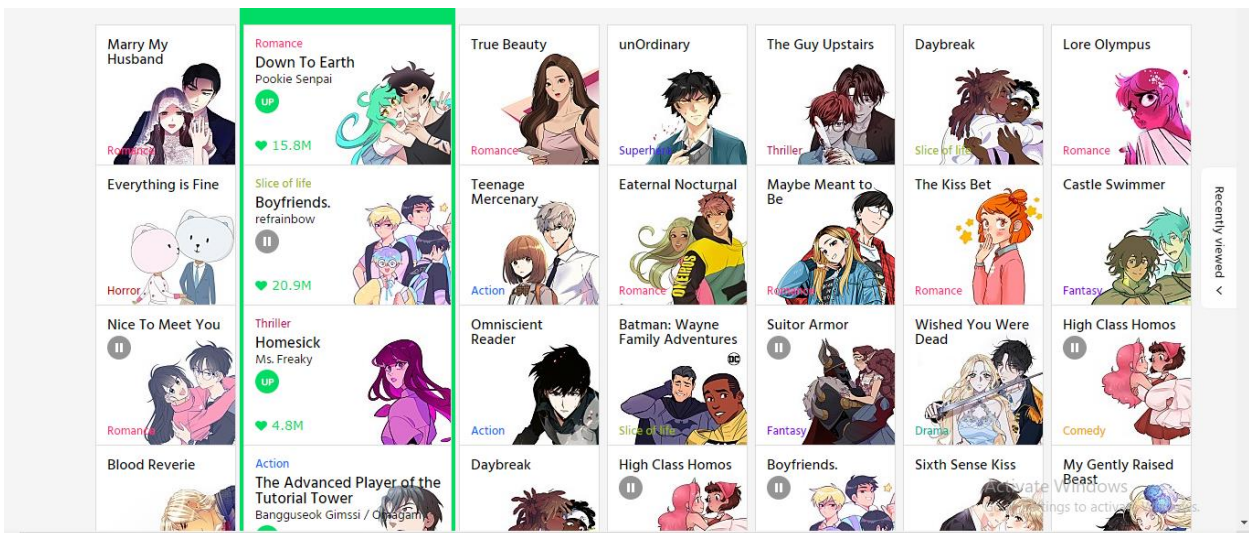 Marry My
Husband
Romance
Romance
Down To Earth
Pookie Senpai
UP
15.8M
True Beauty
Romance
unOrdinary
Superhero
The Guy Upstairs
Thriller
Daybreak
Slice of life
Lore Olympus
Romance
Everything is Fine
Horror
Slice of life
Boyfriends.
refrainbow
20.9M
Teenage
Mercenary
Action
Eaternal Nocturnal
OMEIROS
Romance
Maybe Meant to
Be
Romance
The Kiss Bet
Romance
Castle Swimmer
Fantasy
Recently viewed
Nice To Meet You
Romance
Thriller
Homesick
Ms. Freaky
UP
4.8M
Omniscient
Reader
Action
Batman: Wayne
Family Adventures
DC
Slice of life
Suitor Armor
Fantasy
Wished You Were
Dead
Drama
High Class Homos
Comedy
Blood Reverie
Action
The Advanced Player of the
Tutorial Tower
Bangguseok Gimssi / Omagam
Daybreak
High Class Homos
Boyfriends.
Sixth Sense Kiss
My Gently Raised
Beast
Activate Windows